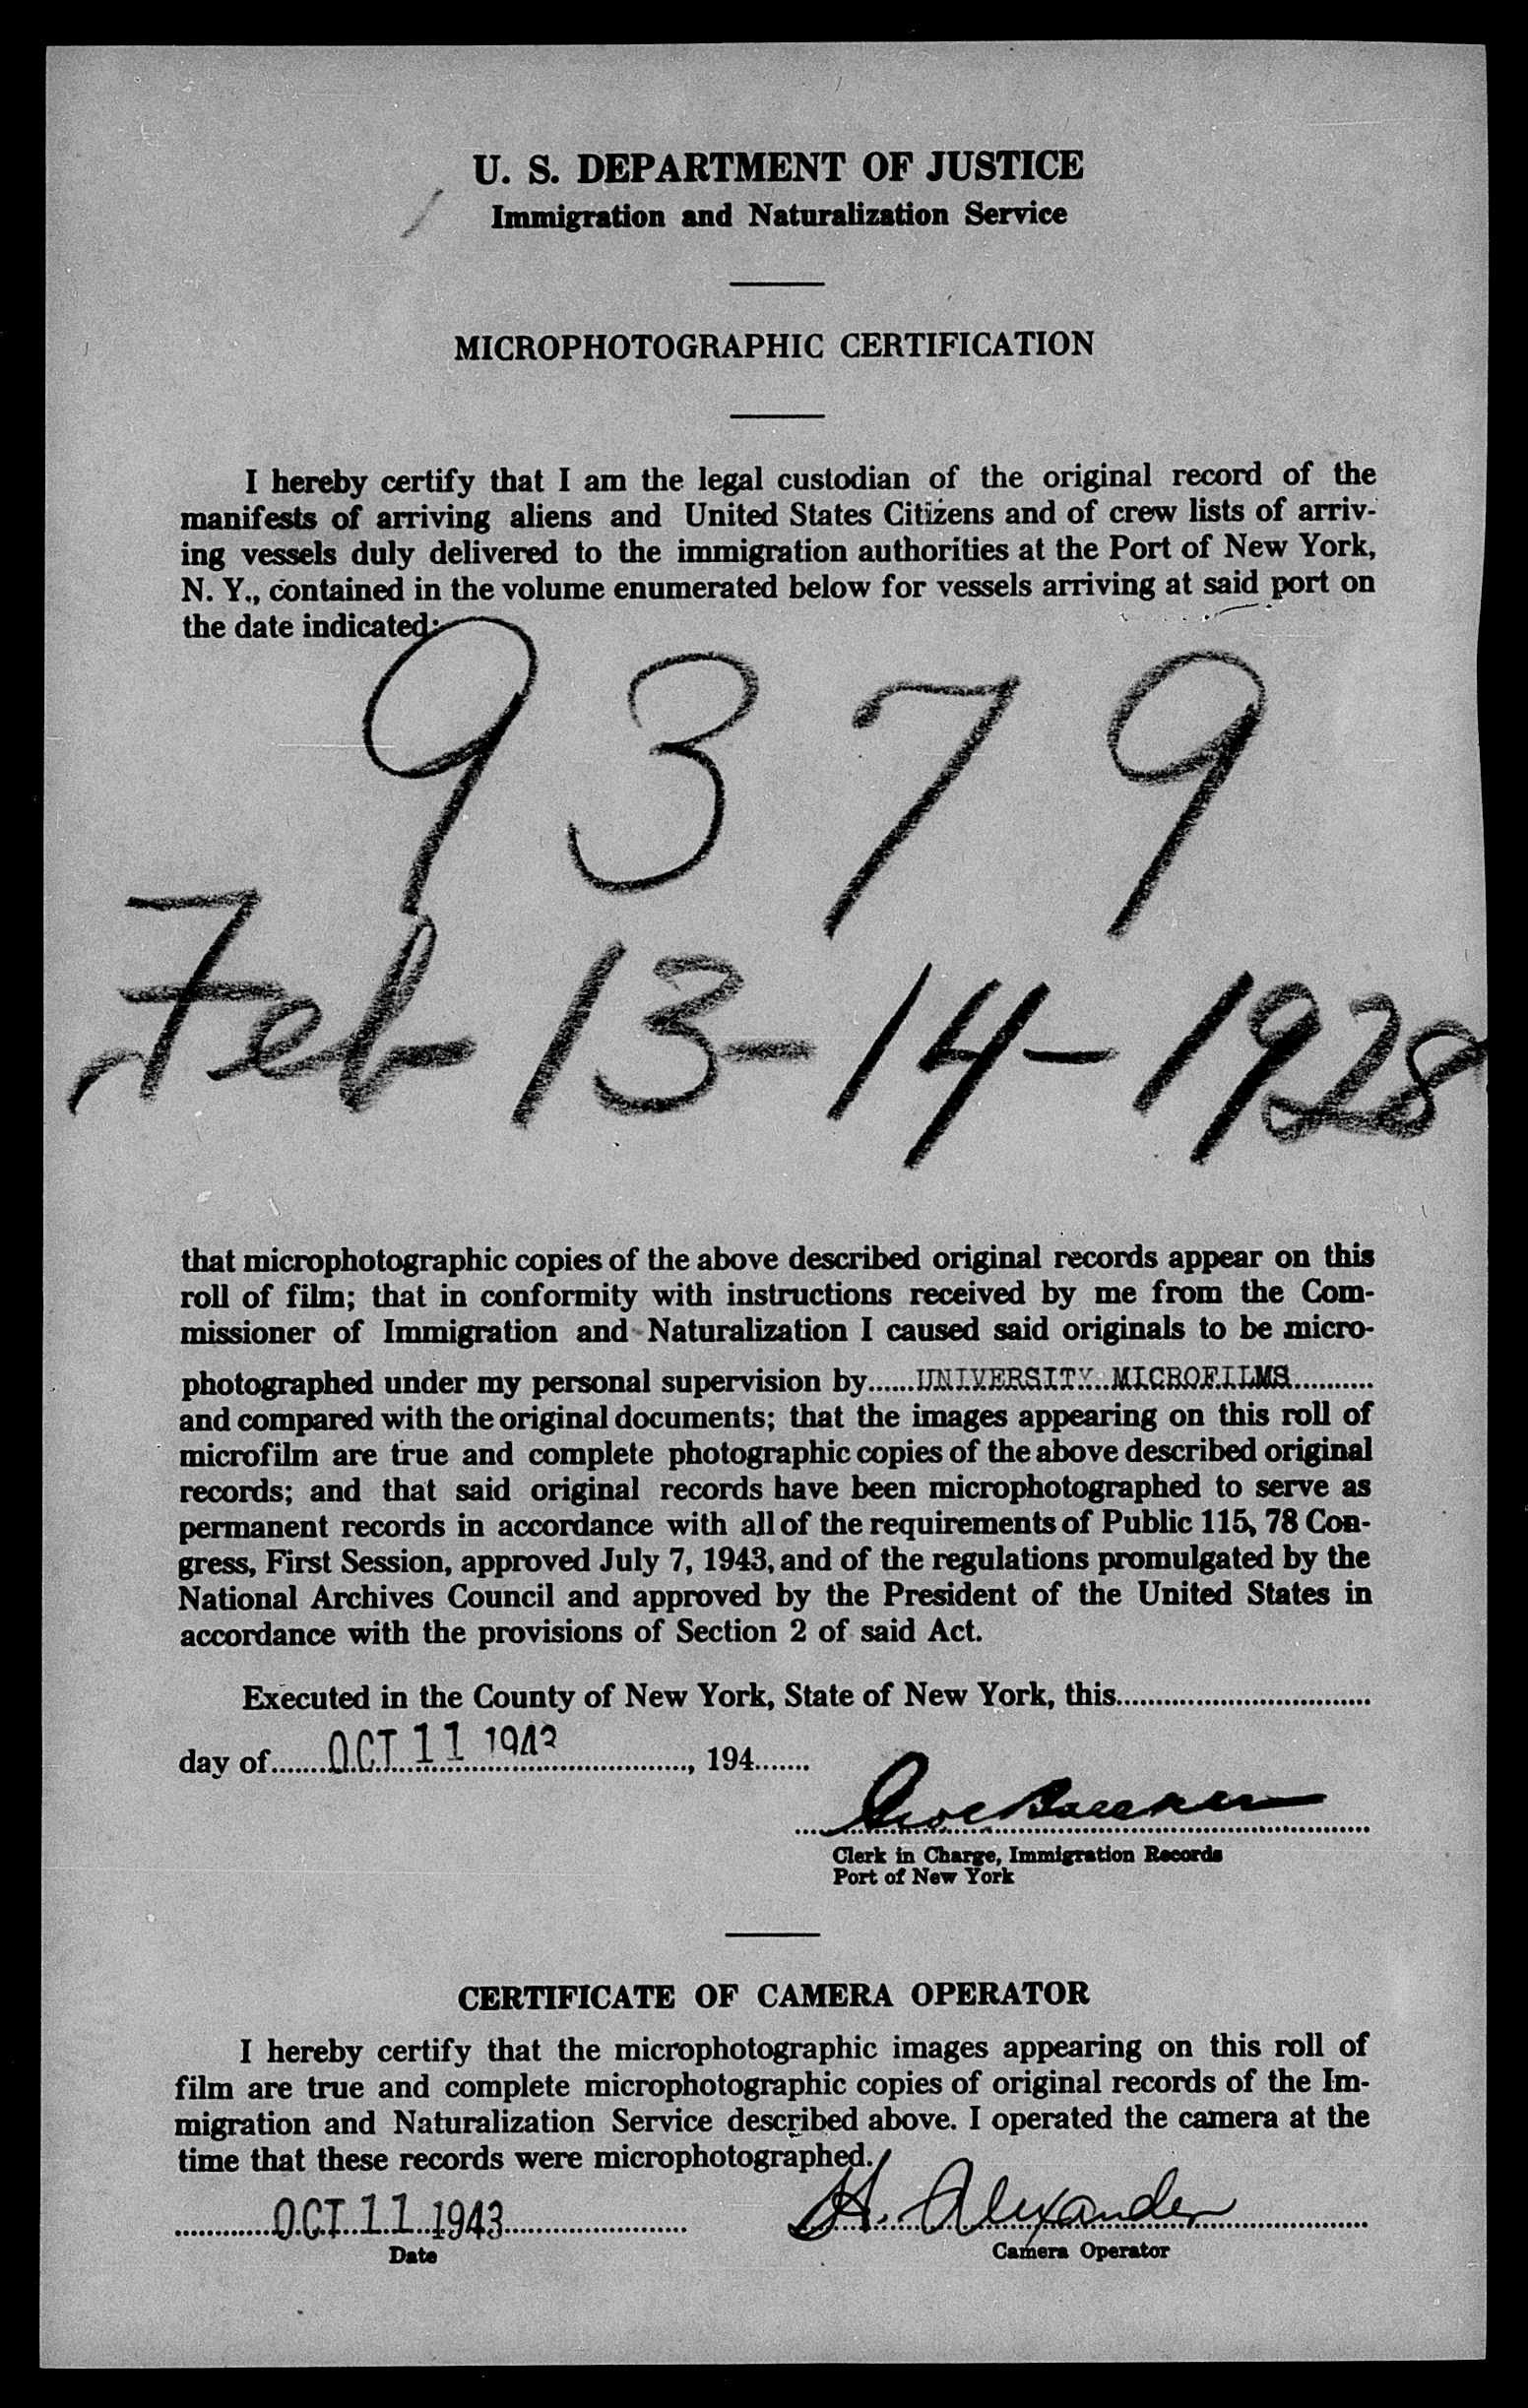 U. S. DEPARTMENT OF JUSTICE
Immigration and Naturalization Service
MICROPHOTOGRAPHIC CERTIFICATION
I hereby certify that I am the legal custodian of the original record of the
manifests of arriving aliens and United States Citizens and of crew lists of arriv-
ing vessels duly delivered to the immigration authorities at the Port of New York,
N. Y., contained in the volume enumerated below for vessels arriving at said port on
the date indicated:
9379
Feb 13-14-1928
that microphotographic copies of the above described original records appear on this
roll of film; that in conformity with instructions received by me from the Com-
missioner of Immigration and Naturalization I caused said originals to be micro-
photographed under my personal supervision by......UNIVERSITY MICROFILMS..........
and compared with the original documents; that the images appearing on this roll of
microfilm are true and complete photographic copies of the above described original
records; and that said original records have been microphotographed to serve as
permanent records in accordance with all of the requirements of Public 115, 78 Con-
gress, First Session, approved July 7, 1943, and of the regulations promulgated by the
National Archives Council and approved by the President of the United States in
accordance with the provisions of Section 2 of said Act.
Executed in the County of New York, State of New York, this................................
day of.......OCT 11 1943................, 194.......
Clerk in Charge, Immigration Records
Port of New York
CERTIFICATE OF CAMERA OPERATOR
I hereby certify that the microphotographic images appearing on this roll of
film are true and complete microphotographic copies of original records of the Im-
migration and Naturalization Service described above. I operated the camera at the
time that these records were microphotographed.
OCT 11 1943 H. Alexander
Date Camera Operator